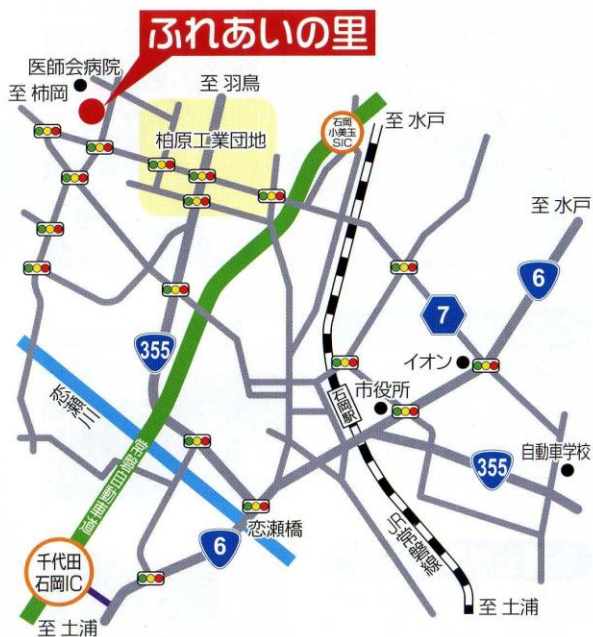 ふれあいの里
医師会病院
至 柿岡
至 羽鳥
柏原工業団地
石岡
小美玉
SIC
至 水戸
至 水戸
6
7
355
イオン
恋瀬川
石岡駅
市役所
自動車学校
355
常磐自動車道
恋瀬橋
6
JR常磐線
千代田
石岡IC
至 土浦
至 土浦